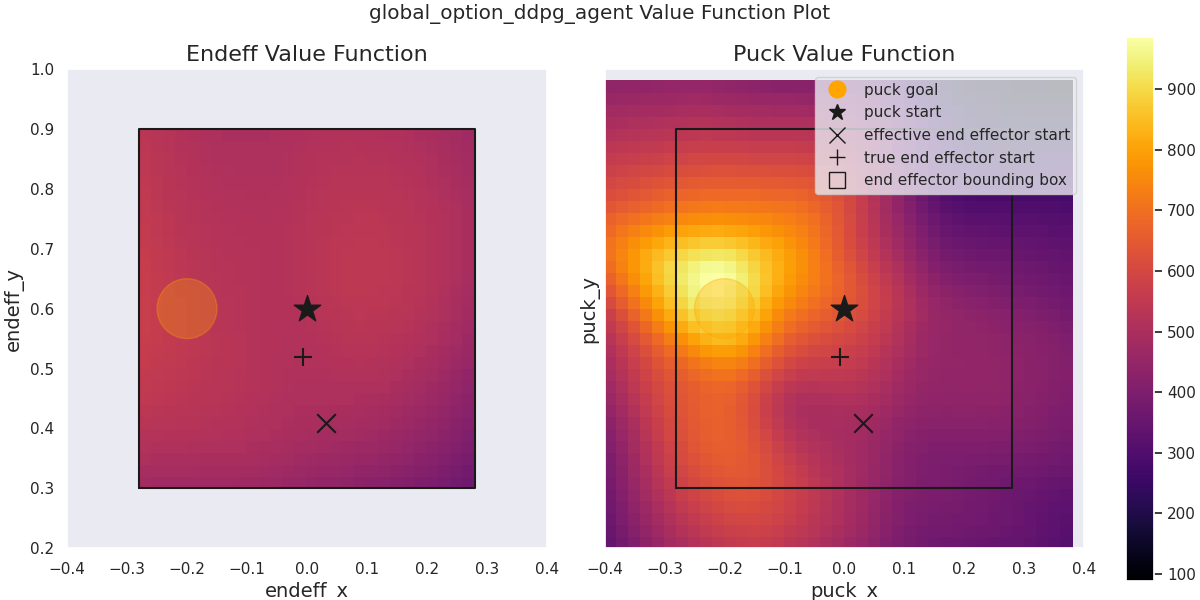 global_option_ddpg_agent Value Function Plot
Endeff Value Function
Puck Value Function
1.0
0.9
0.8
0.7
0.6
0.5
0.4
0.3
0.2
endeff_y
−0.4 −0.3 −0.2 −0.1 0.0 0.1 0.2 0.3 0.4
endeff_x
puck_y
puck goal
puck start
effective end effector start
true end effector start
end effector bounding box
−0.4 −0.3 −0.2 −0.1 0.0 0.1 0.2 0.3 0.4
puck_x
900
800
700
600
500
400
300
200
100